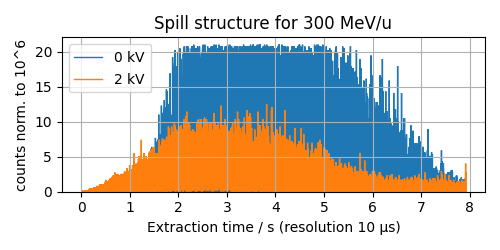 Spill structure for 300 MeV/u
counts norm. to 10^6
20
15
10
5
0
0 kV
2 kV
0 1 2 3 4 5 6 7 8
Extraction time / s (resolution 10 μs)